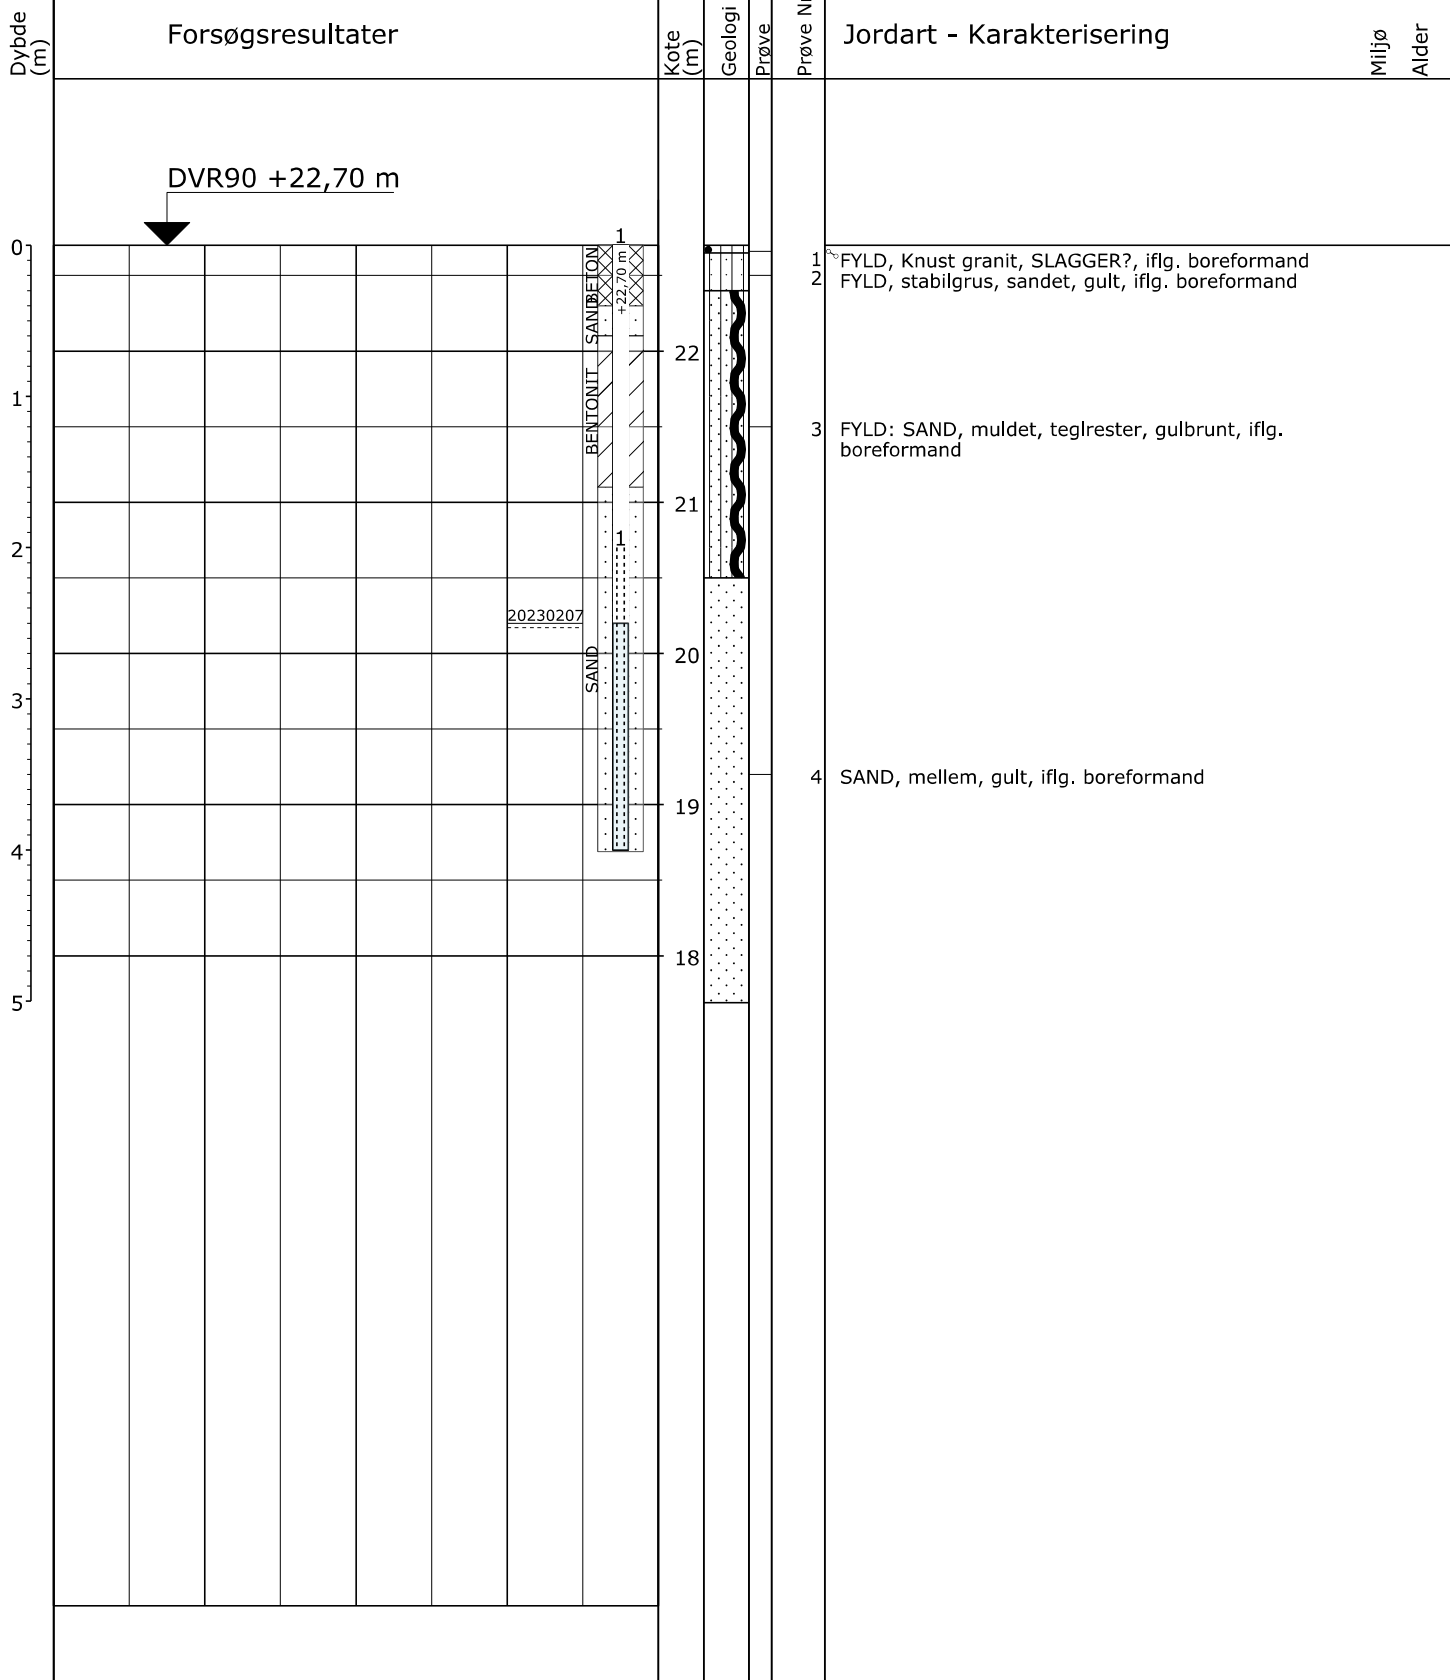 Dybde
(m)
Forsøgsresultater
Kote
(m)
Geologi
Prøve
Prøve Nr
Jordart - Karakterisering
Miljø
Alder
DVR90 +22,70 m
0
1
2
3
4
5
1
+22,70 m
BETON
SAND
BENTONIT
1
20230207
SAND
22
21
20
19
18
1 FYLD, Knust granit, SLAGGER?, iflg. boreformand
2 FYLD, stabilgrus, sandet, gult, iflg. boreformand
3 FYLD: SAND, muldet, teglrester, gulbrunt, iflg.
boreformand
4 SAND, mellem, gult, iflg. boreformand